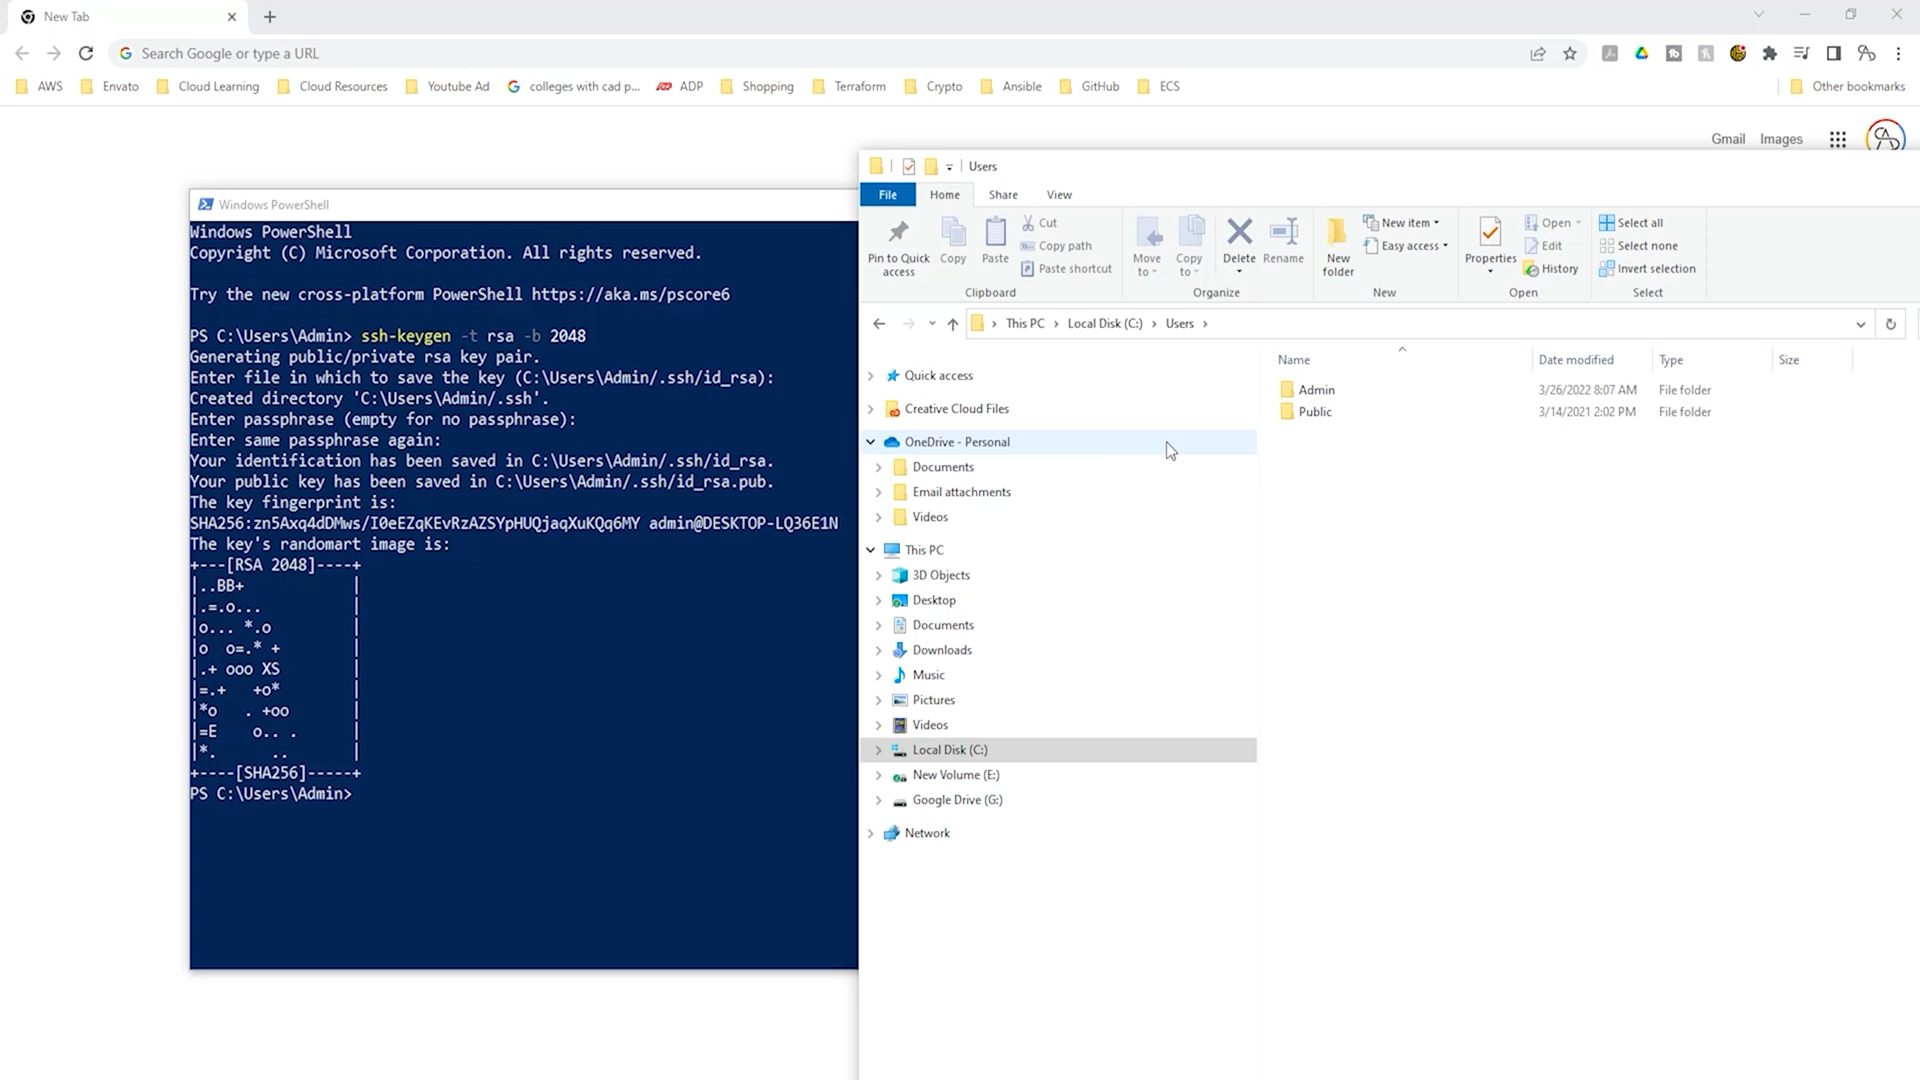 New Tab
Search Google or type a URL
AWS Envato Cloud Learning Cloud Resources Youtube Ad colleges with cad p... ADP Shopping Terraform Crypto Ansible GitHub ECS Other bookmarks
Gmail Images
Windows PowerShell
Windows PowerShell
Copyright (C) Microsoft Corporation. All rights reserved.
Try the new cross-platform PowerShell https://aka.ms/pscore6
PS C:\Users\Admin> ssh-keygen -t rsa -b 2048
Generating public/private rsa key pair.
Enter file in which to save the key (C:\Users\Admin/.ssh/id_rsa):
Created directory 'C:\Users\Admin/.ssh'.
Enter passphrase (empty for no passphrase):
Enter same passphrase again:
Your identification has been saved in C:\Users\Admin/.ssh/id_rsa.
Your public key has been saved in C:\Users\Admin/.ssh/id_rsa.pub.
The key fingerprint is:
SHA256:zn5Axq4dDMws/I0eEZqKEvRzAZSYpHUQjaqXuKQq6MY admin@DESKTOP-LQ36E1N
The key's randomart image is:
+---[RSA 2048]----+
|..BB+            |
|.=.o...          |
|o... *.o         |
|o  o=.* +        |
|.+ ooo XS        |
|=.+   +o*        |
|*o   . +oo       |
|=E    o.. .      |
|*.      ..       |
+----[SHA256]-----+
PS C:\Users\Admin>
Users
File Home Share View
Pin to Quick access
Copy
Paste
Cut
Copy path
Paste shortcut
Clipboard
Move to
Copy to
Delete
Rename
Organize
New folder
New item
Easy access
New
Properties
Open
Edit
History
Open
Select all
Select none
Invert selection
Select
This PC > Local Disk (C:) > Users >
Quick access
Creative Cloud Files
OneDrive - Personal
Documents
Email attachments
Videos
This PC
3D Objects
Desktop
Documents
Downloads
Music
Pictures
Videos
Local Disk (C:)
New Volume (E:)
Google Drive (G:)
Network
Name Date modified Type Size
Admin 3/26/2022 8:07 AM File folder
Public 3/14/2021 2:02 PM File folder